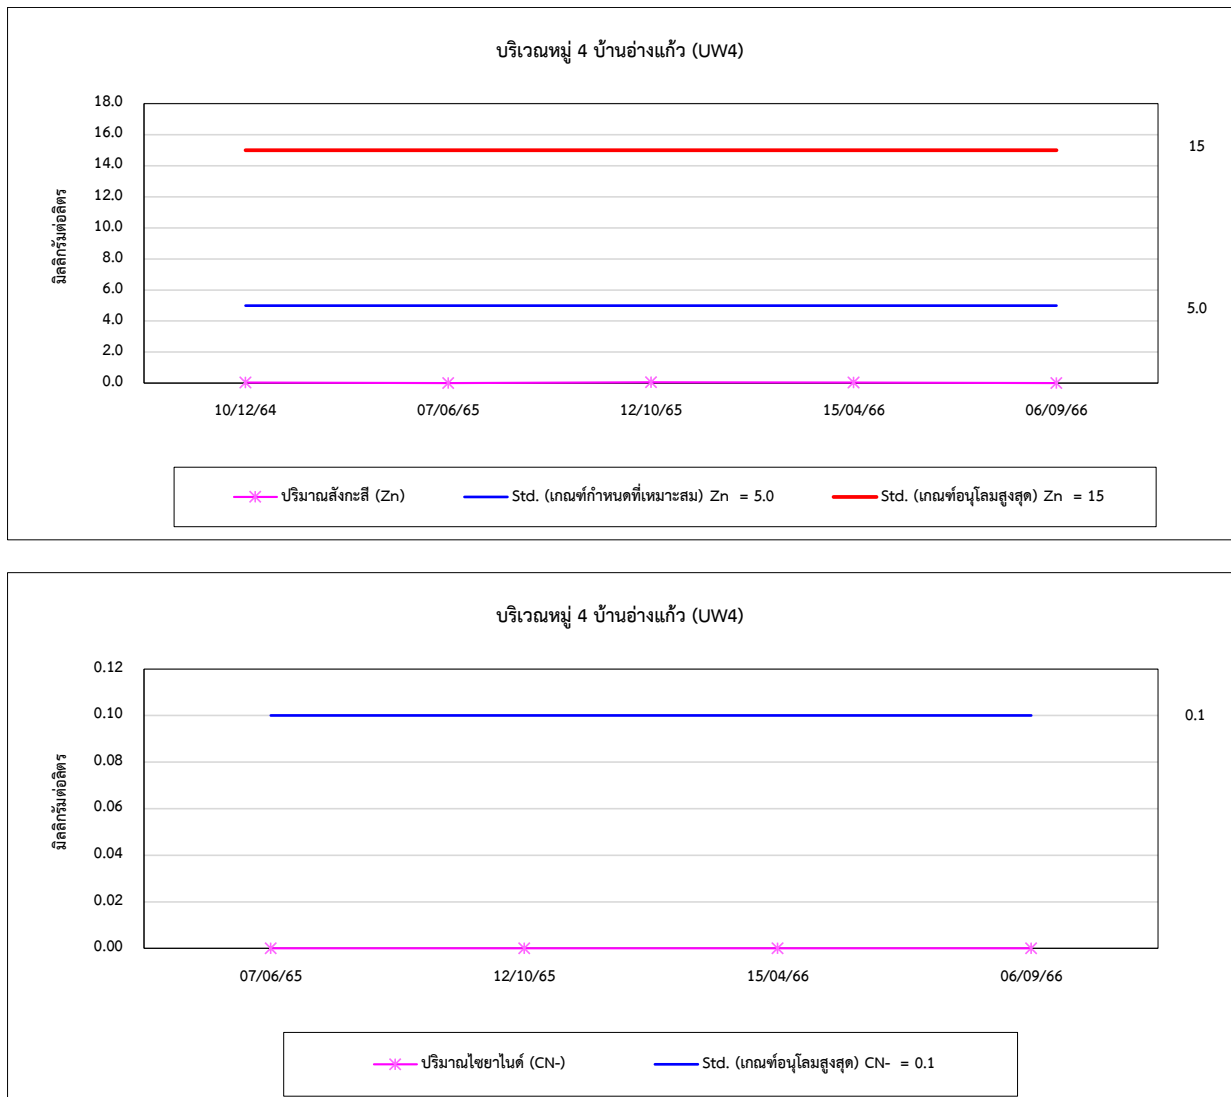 บริเวณหมู่ 4 บ้านอ่างแก้ว (UW4)
มิลลิกรัมต่อลิตร
18.0
16.0
14.0
12.0
10.0
8.0
6.0
4.0
2.0
0.0
15
5.0
10/12/64 07/06/65 12/10/65 15/04/66 06/09/66
ปริมาณสังกะสี (Zn) Std. (เกณฑ์กำหนดที่เหมาะสม) Zn = 5.0 Std. (เกณฑ์อนุโลมสูงสุด) Zn = 15
บริเวณหมู่ 4 บ้านอ่างแก้ว (UW4)
มิลลิกรัมต่อลิตร
0.12
0.10
0.08
0.06
0.04
0.02
0.00
0.1
07/06/65 12/10/65 15/04/66 06/09/66
ปริมาณไซยาไนด์ (CN-) Std. (เกณฑ์อนุโลมสูงสุด) CN- = 0.1